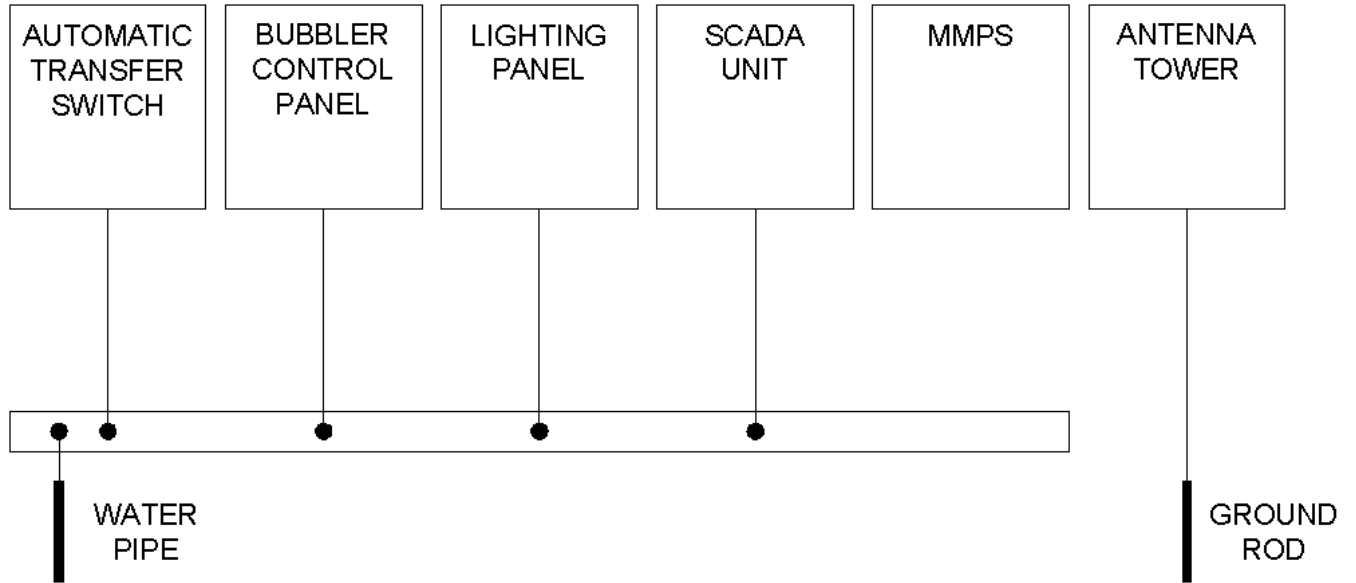 AUTOMATIC
TRANSFER
SWITCH
BUBBLER
CONTROL
PANEL
LIGHTING
PANEL
SCADA
UNIT
MMPS
ANTENNA
TOWER
WATER
PIPE
GROUND
ROD